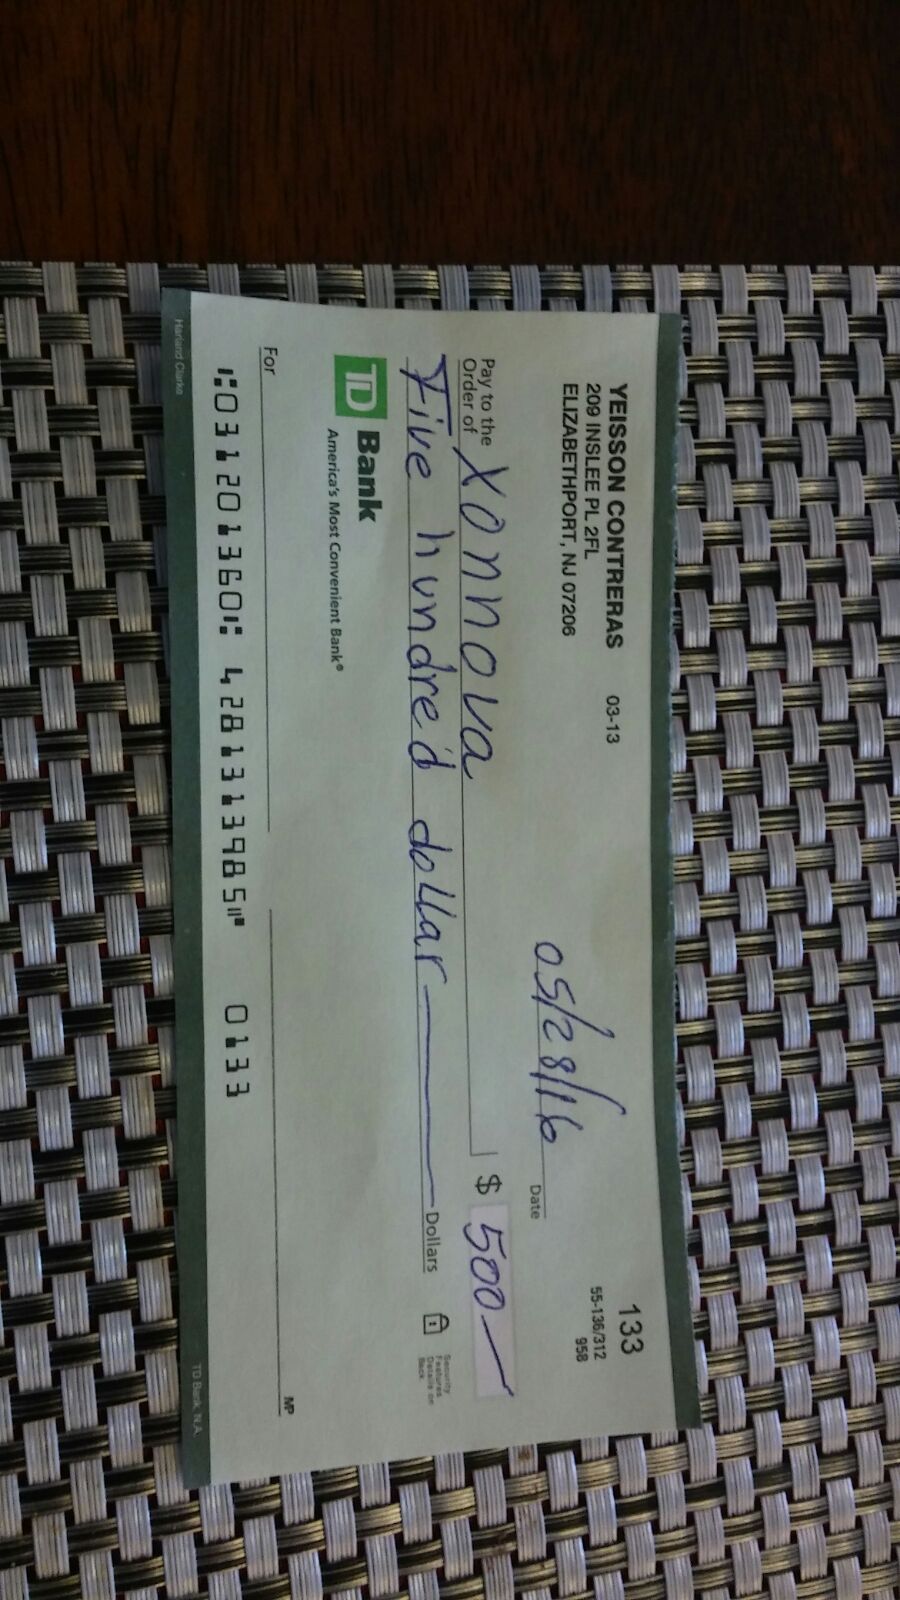 YEISSON CONTRERAS 03-13
209 INSLEE PL 2FL
ELIZABETHPORT, NJ 07206
133
55-136/312
958
05/28/16 Date
Pay to the
Order of Xonnova $ 500
Five hundred dollar Dollars
Security
Features
Details on
Back
TD Bank
America's Most Convenient Bank®
For
MP
⑆031201360⑆ 4281313985⑈ 0133
Harland Clarke
TD Bank, N.A.